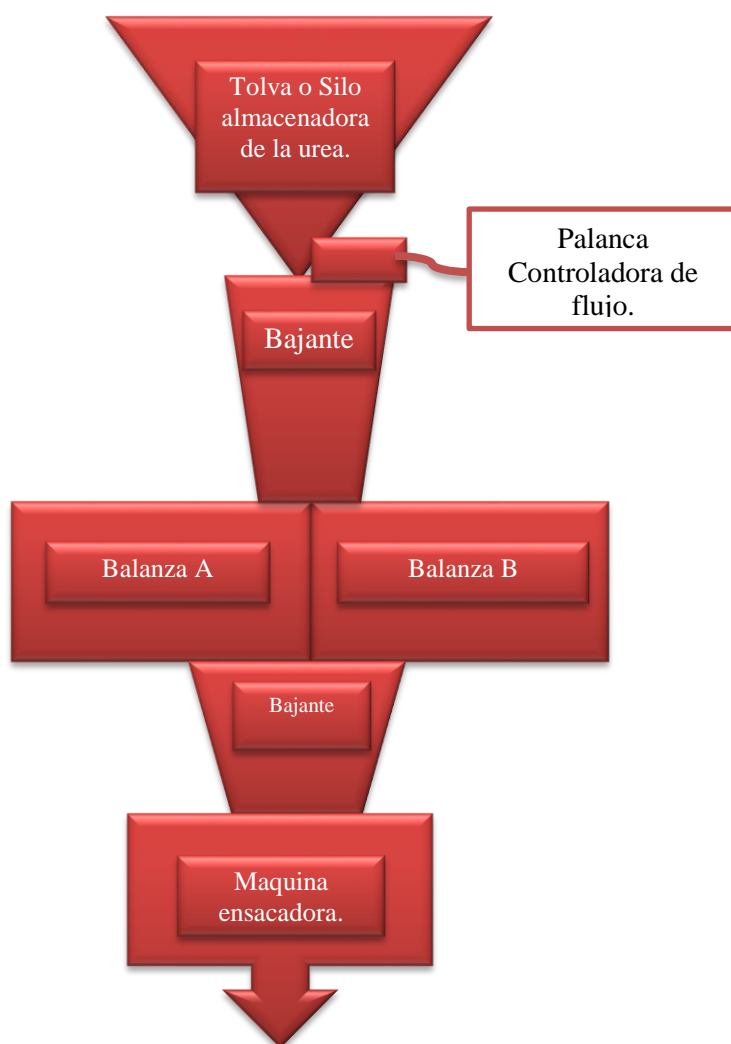 Tolva o Silo
almacenadora
de la urea.
Palanca
Controladora de
flujo.
Bajante
Balanza A
Balanza B
Bajante
Maquina
ensacadora.